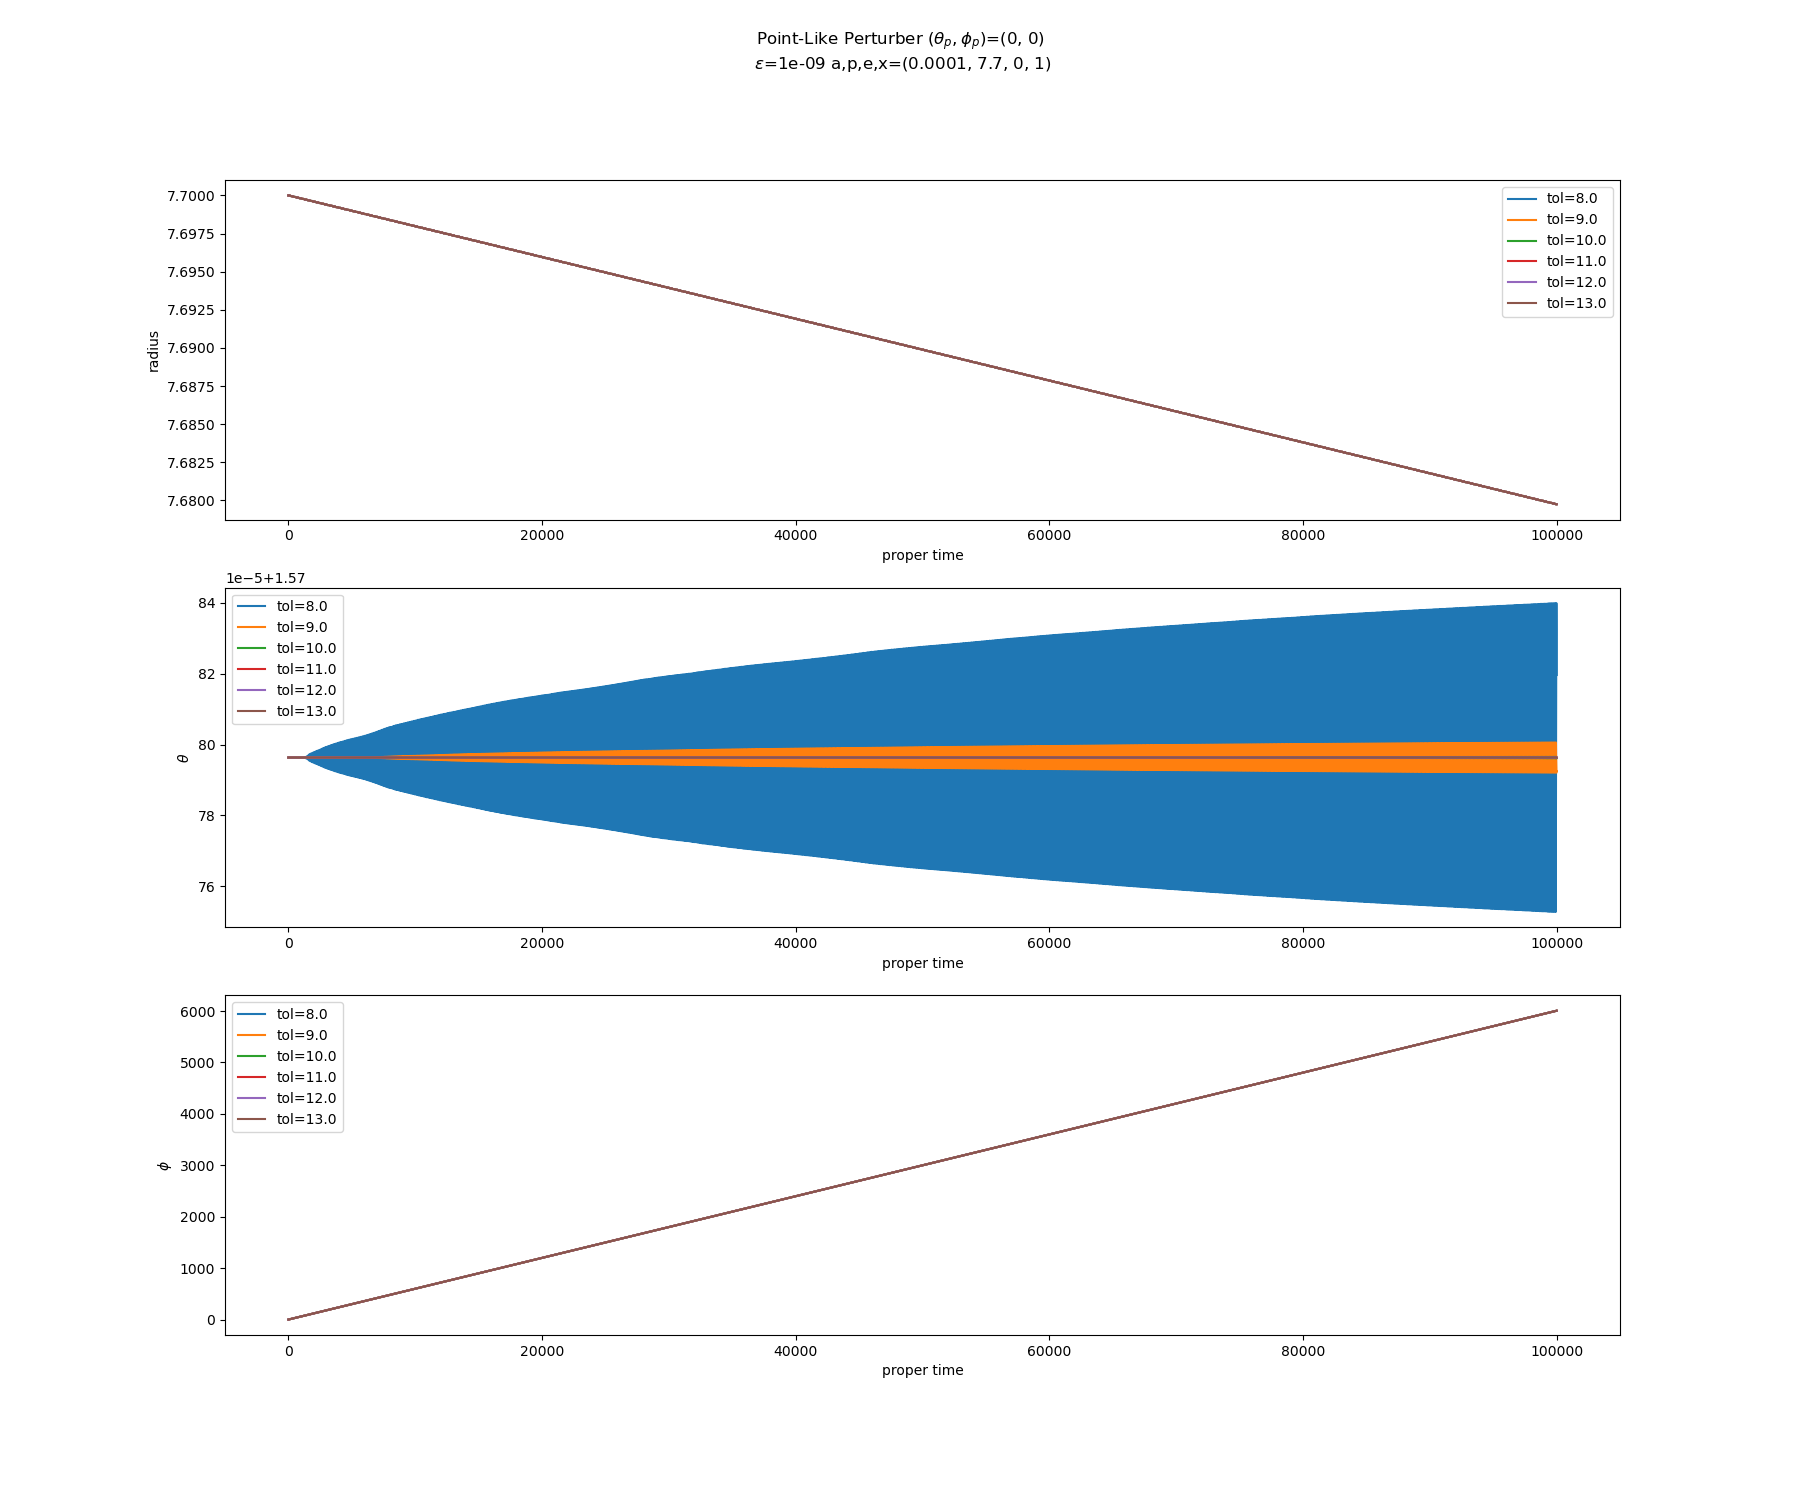 Point-Like Perturber (θₚ, ϕₚ)=(0, 0)
ε=1e-09 a,p,e,x=(0.0001, 7.7, 0, 1)
7.7000
7.6975
7.6950
7.6925
7.6900
7.6875
7.6850
7.6825
7.6800
radius
tol=8.0
tol=9.0
tol=10.0
tol=11.0
tol=12.0
tol=13.0
0 20000 40000 60000 80000 100000
proper time
1e−5+1.57
84
82
80
78
76
θ
tol=8.0
tol=9.0
tol=10.0
tol=11.0
tol=12.0
tol=13.0
0 20000 40000 60000 80000 100000
proper time
6000
5000
4000
3000
2000
1000
0
ϕ
tol=8.0
tol=9.0
tol=10.0
tol=11.0
tol=12.0
tol=13.0
0 20000 40000 60000 80000 100000
proper time